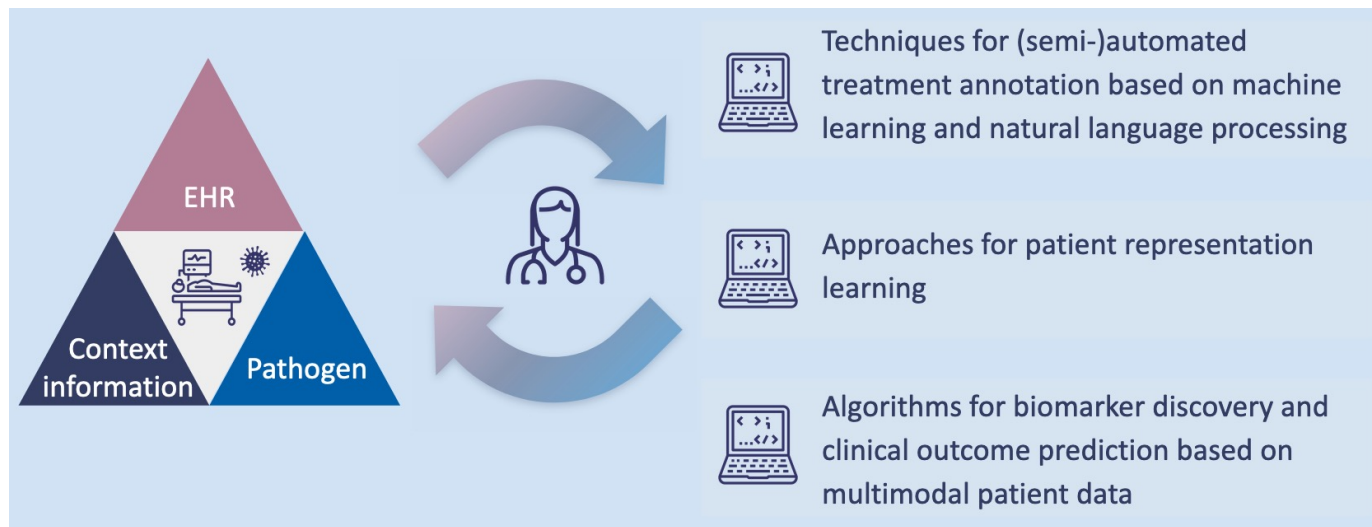 EHR
Context
information
Pathogen
< > ;
...</>
Techniques for (semi-)automated
treatment annotation based on machine
learning and natural language processing
< > ;
...</>
Approaches for patient representation
learning
< > ;
...</>
Algorithms for biomarker discovery and
clinical outcome prediction based on
multimodal patient data